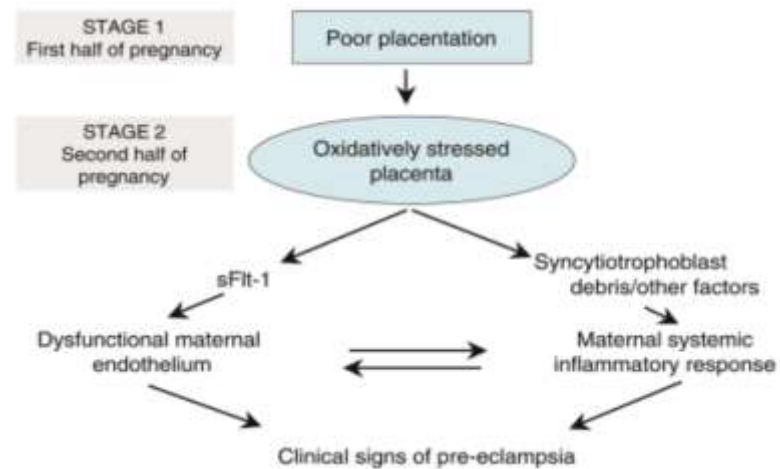 STAGE 1
First half of pregnancy
Poor placentation
STAGE 2
Second half of
pregnancy
Oxidatively stressed
placenta
sFlt-1
Syncytiotrophoblast
debris/other factors
Dysfunctional maternal
endothelium
Maternal systemic
inflammatory response
Clinical signs of pre-eclampsia